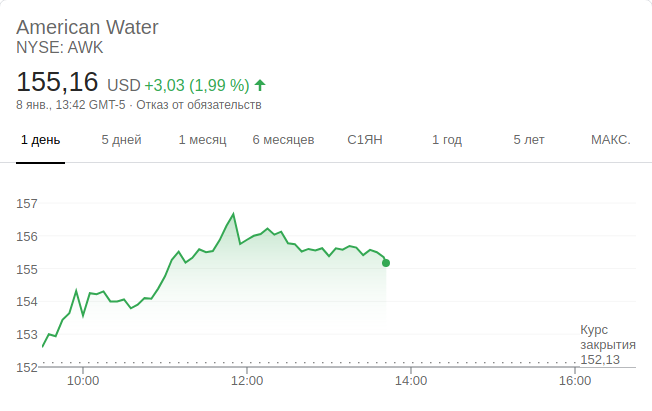 American Water
NYSE: AWK
155,16 USD +3,03 (1,99 %)
8 янв., 13:42 GMT-5 · Отказ от обязательств
1 день 5 дней 1 месяц 6 месяцев С1ЯН 1 год 5 лет МАКС.
157
156
155
154
153
Курс
закрытия
152,13
152
10:00 12:00 14:00 16:00